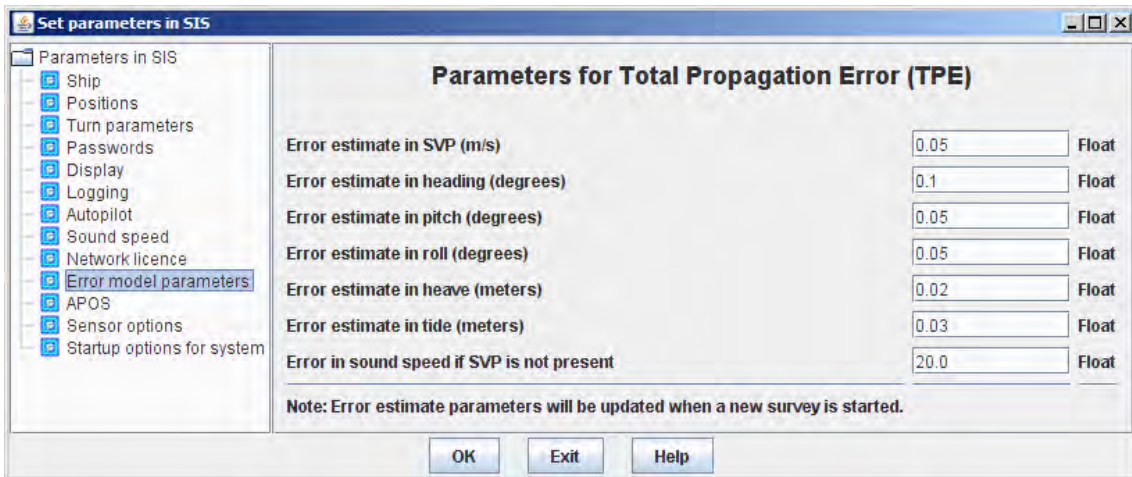 Set parameters in SIS
Parameters in SIS
Ship
Positions
Turn parameters
Passwords
Display
Logging
Autopilot
Sound speed
Network licence
Error model parameters
APOS
Sensor options
Startup options for system
Parameters for Total Propagation Error (TPE)
Error estimate in SVP (m/s) 0.05 Float
Error estimate in heading (degrees) 0.1 Float
Error estimate in pitch (degrees) 0.05 Float
Error estimate in roll (degrees) 0.05 Float
Error estimate in heave (meters) 0.02 Float
Error estimate in tide (meters) 0.03 Float
Error in sound speed if SVP is not present 20.0 Float
Note: Error estimate parameters will be updated when a new survey is started.
OK Exit Help